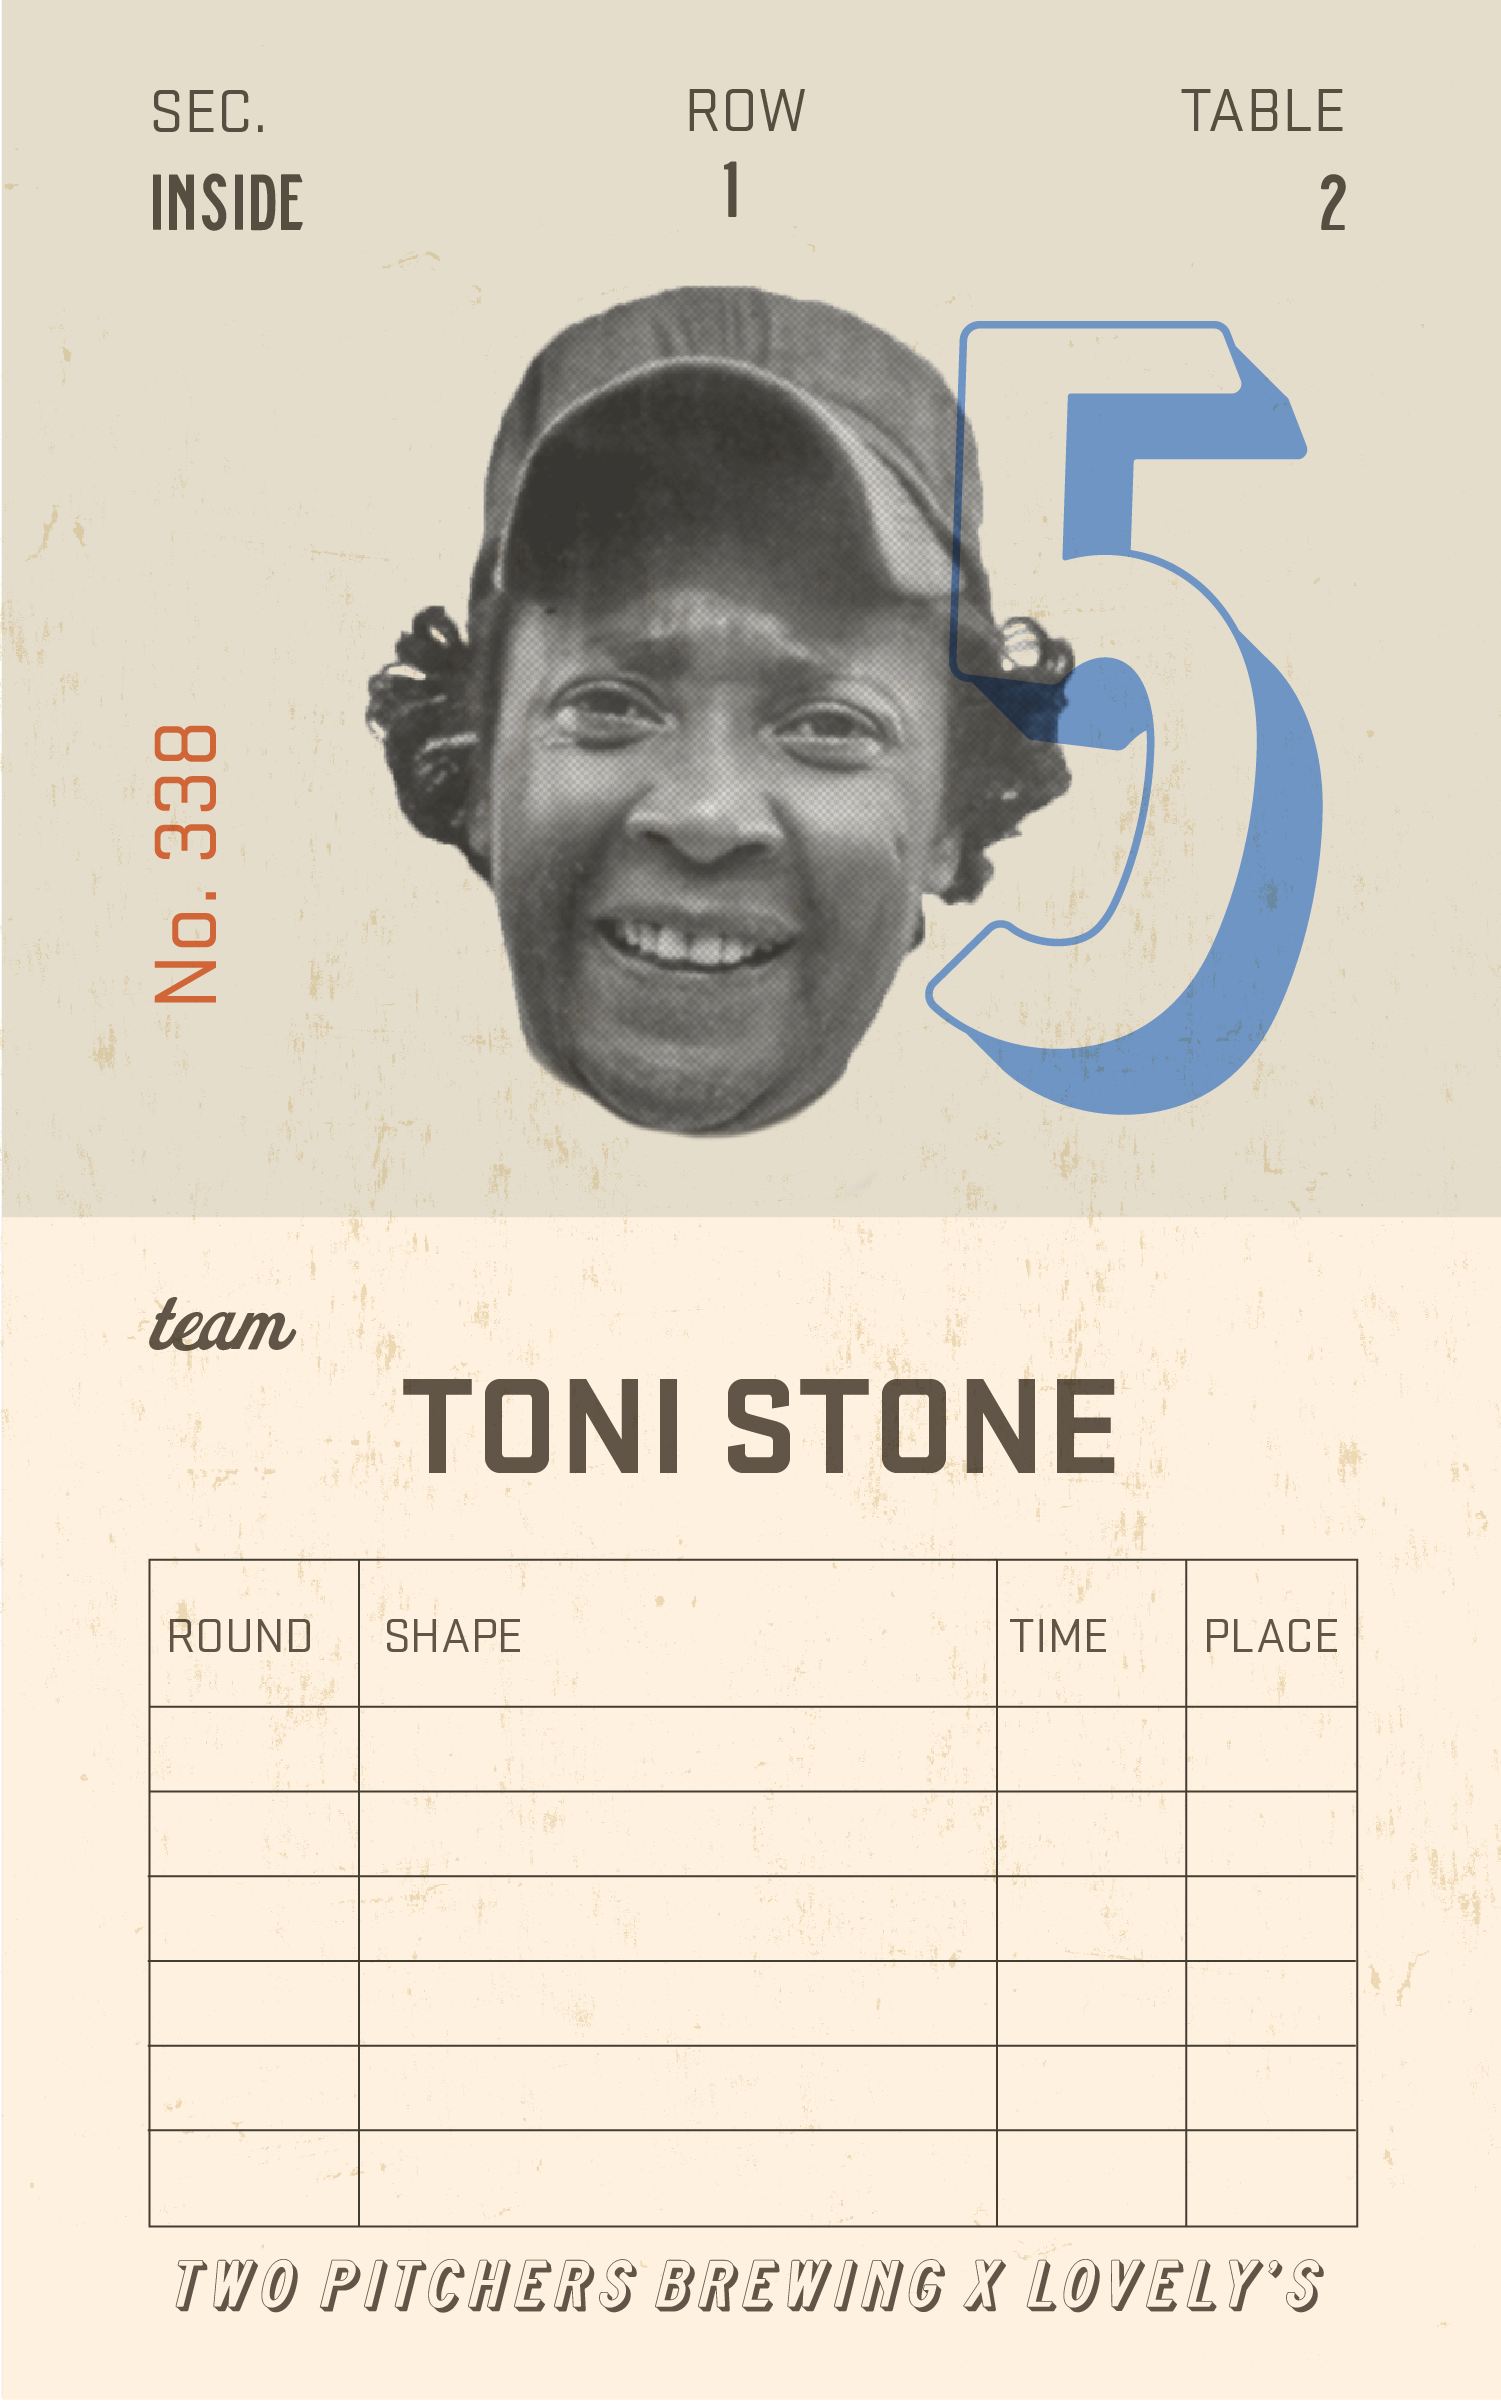 SEC. ROW TABLE
INSIDE 1 2
5
No. 338
team
TONI STONE
ROUND SHAPE TIME PLACE
TWO PITCHERS BREWING X LOVELY'S